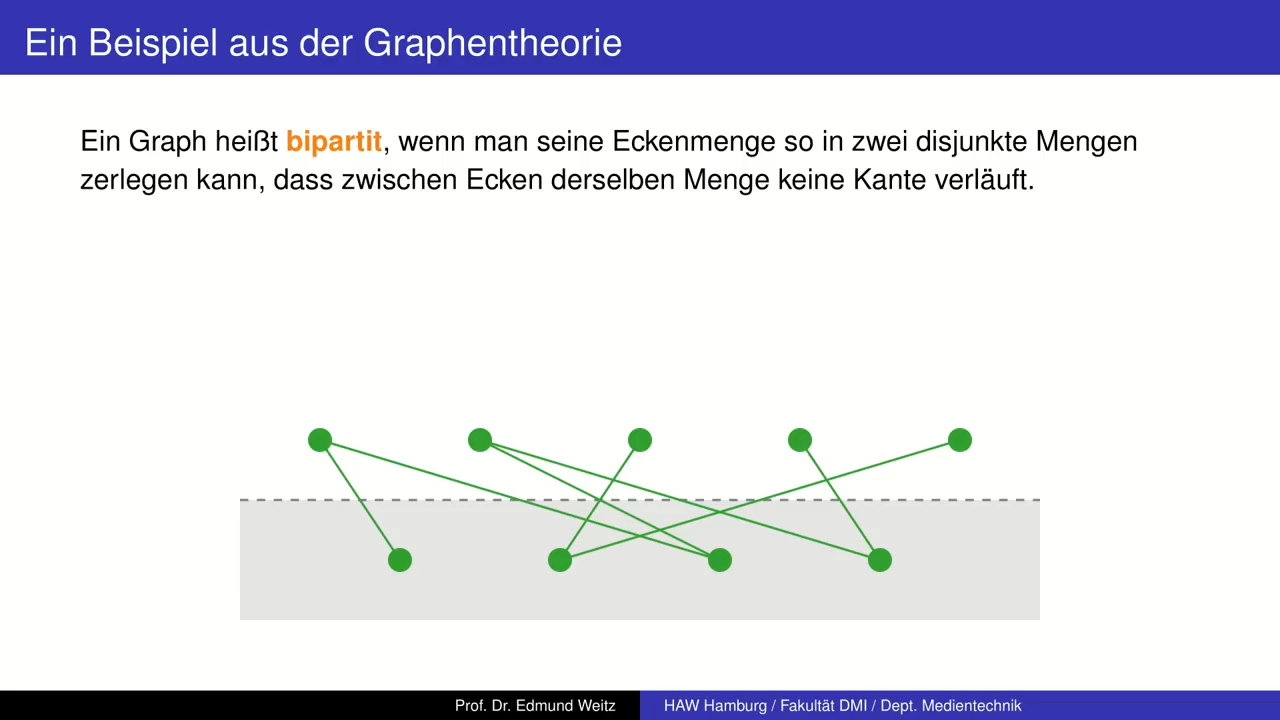 Ein Beispiel aus der Graphentheorie
Ein Graph heißt bipartit, wenn man seine Eckenmenge so in zwei disjunkte Mengen
zerlegen kann, dass zwischen Ecken derselben Menge keine Kante verläuft.
Prof. Dr. Edmund Weitz HAW Hamburg / Fakultät DMI / Dept. Medientechnik